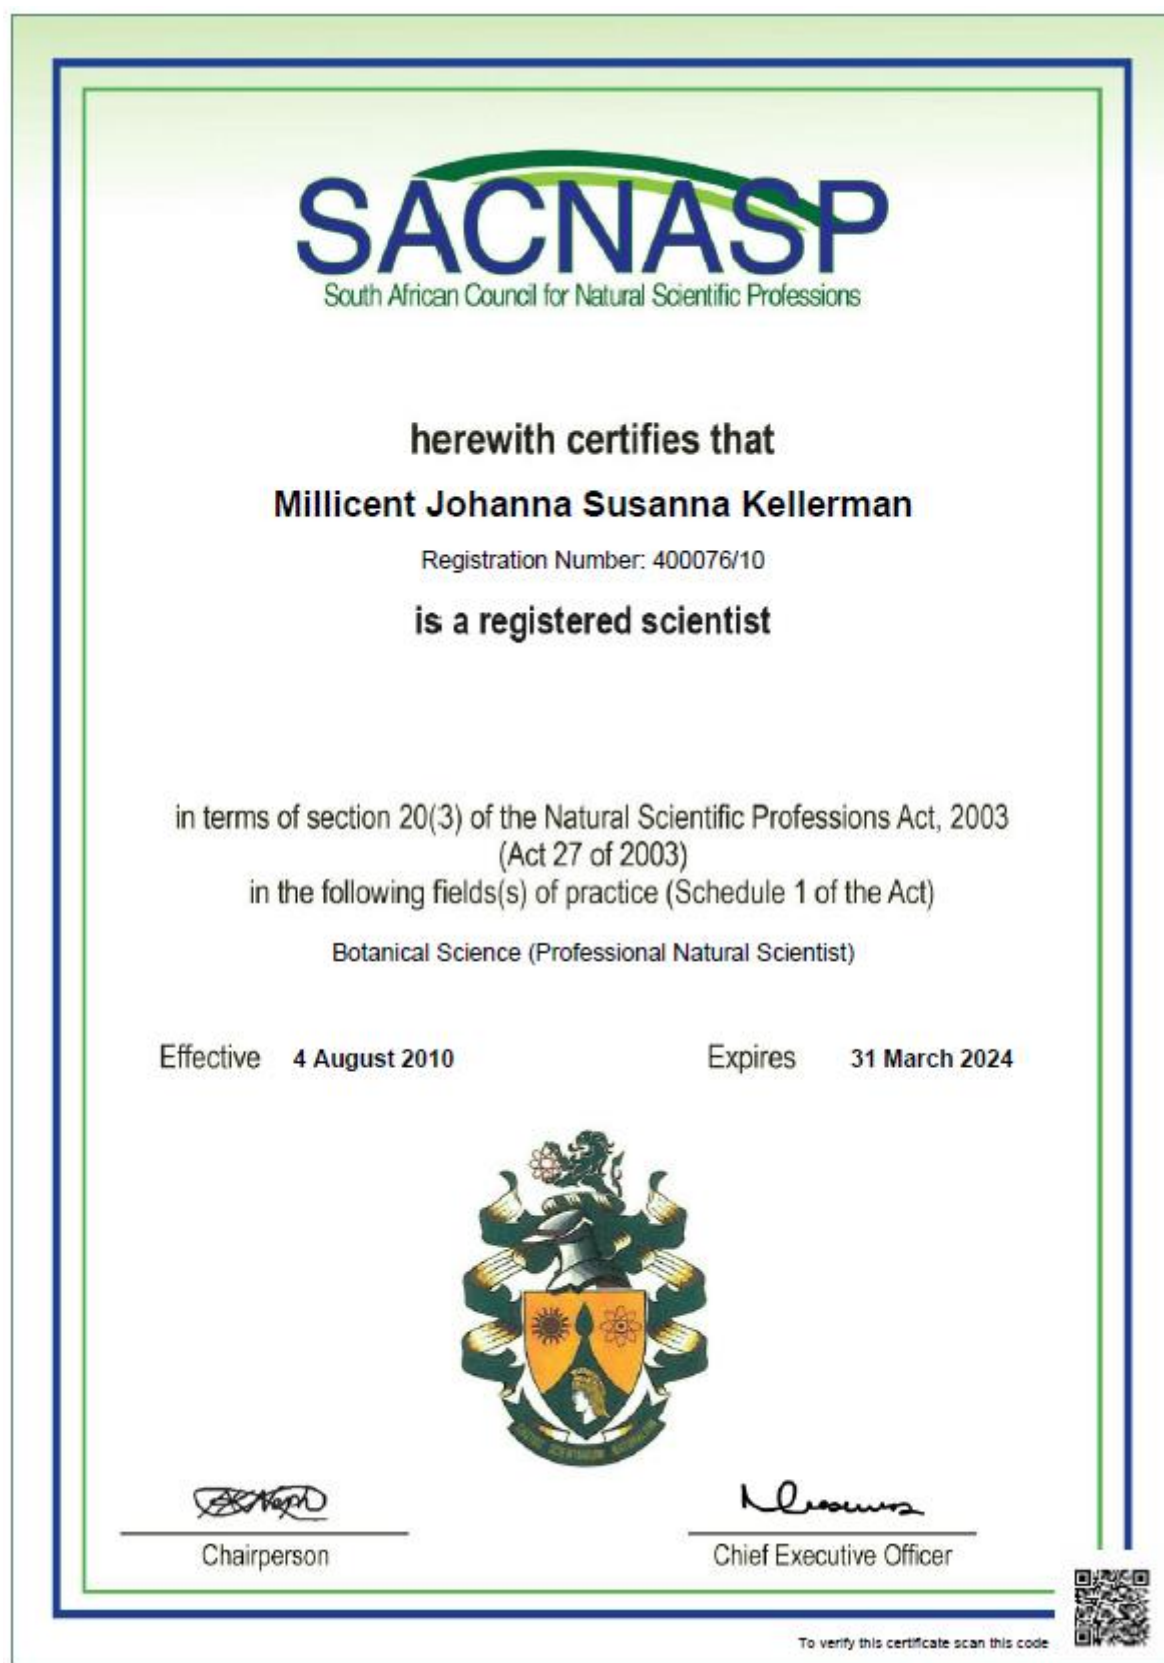 SACNASP
South African Council for Natural Scientific Professions
herewith certifies that
Millicent Johanna Susanna Kellerman
Registration Number: 400076/10
is a registered scientist
in terms of section 20(3) of the Natural Scientific Professions Act, 2003
(Act 27 of 2003)
in the following fields(s) of practice (Schedule 1 of the Act)
Botanical Science (Professional Natural Scientist)
Effective 4 August 2010 Expires 31 March 2024
Chairperson Chief Executive Officer
To verify this certificate scan this code